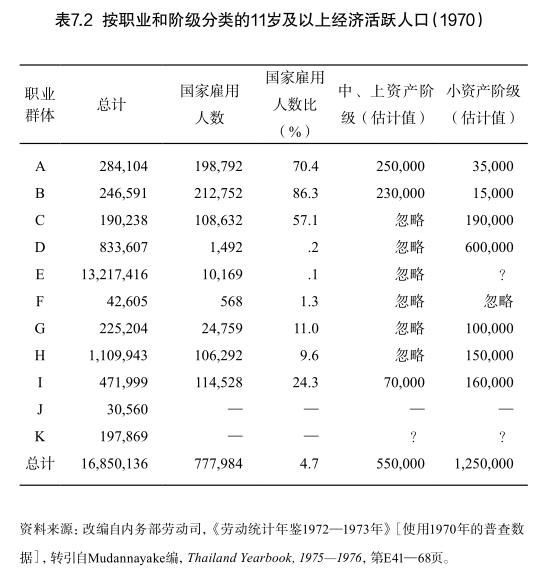 表7.2 按职业和阶级分类的11岁及以上经济活跃人口(1970)
职业群体 总计 国家雇用人数 国家雇用人数比(%) 中、上资产阶级(估计值) 小资产阶级(估计值)
A 284,104 198,792 70.4 250,000 35,000
B 246,591 212,752 86.3 230,000 15,000
C 190,238 108,632 57.1 忽略 190,000
D 833,607 1,492 .2 忽略 600,000
E 13,217,416 10,169 .1 忽略 ?
F 42,605 568 1.3 忽略 忽略
G 225,204 24,759 11.0 忽略 100,000
H 1,109,943 106,292 9.6 忽略 150,000
I 471,999 114,528 24.3 70,000 160,000
J 30,560 — — — —
K 197,869 — — ? ?
总计 16,850,136 777,984 4.7 550,000 1,250,000
资料来源:改编自内务部劳动司,《劳动统计年鉴1972—1973年》[使用1970年的普查数
据],转引自Mudannayake编,Thailand Yearbook, 1975—1976,第E41—68页。